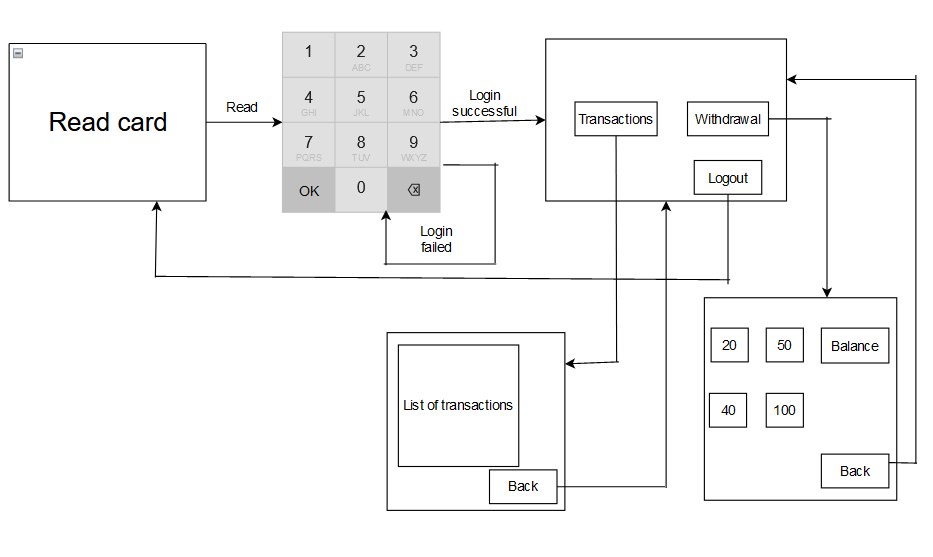 Read card
Read
1
2
ABC
3
DEF
4
GHI
5
JKL
6
MNO
7
PQRS
8
TUV
9
WXYZ
OK
0
Login
successful
Login
failed
Transactions
Withdrawal
Logout
List of transactions
Back
20
50
Balance
40
100
Back